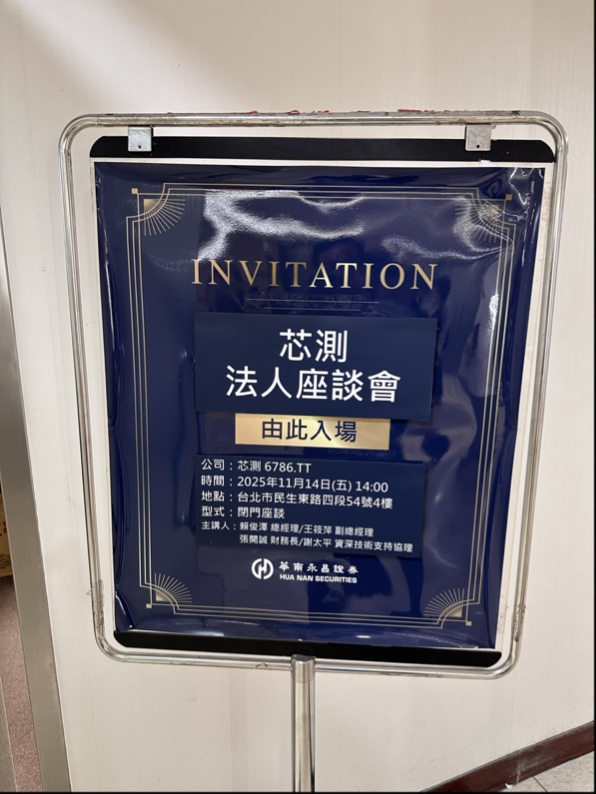 INVITATION
芯測
法人座談會
由此入場
公司：芯測 6786.TT
時間：2025年11月14日(五) 14:00
地點：台北市民生東路四段54號4樓
型式：閉門座談
主講人：賴俊澤 總經理/王筱萍 副總經理
張開誠 財務長/謝太平 資深技術支持協理
華南永昌證券
HUA NAN SECURITIES